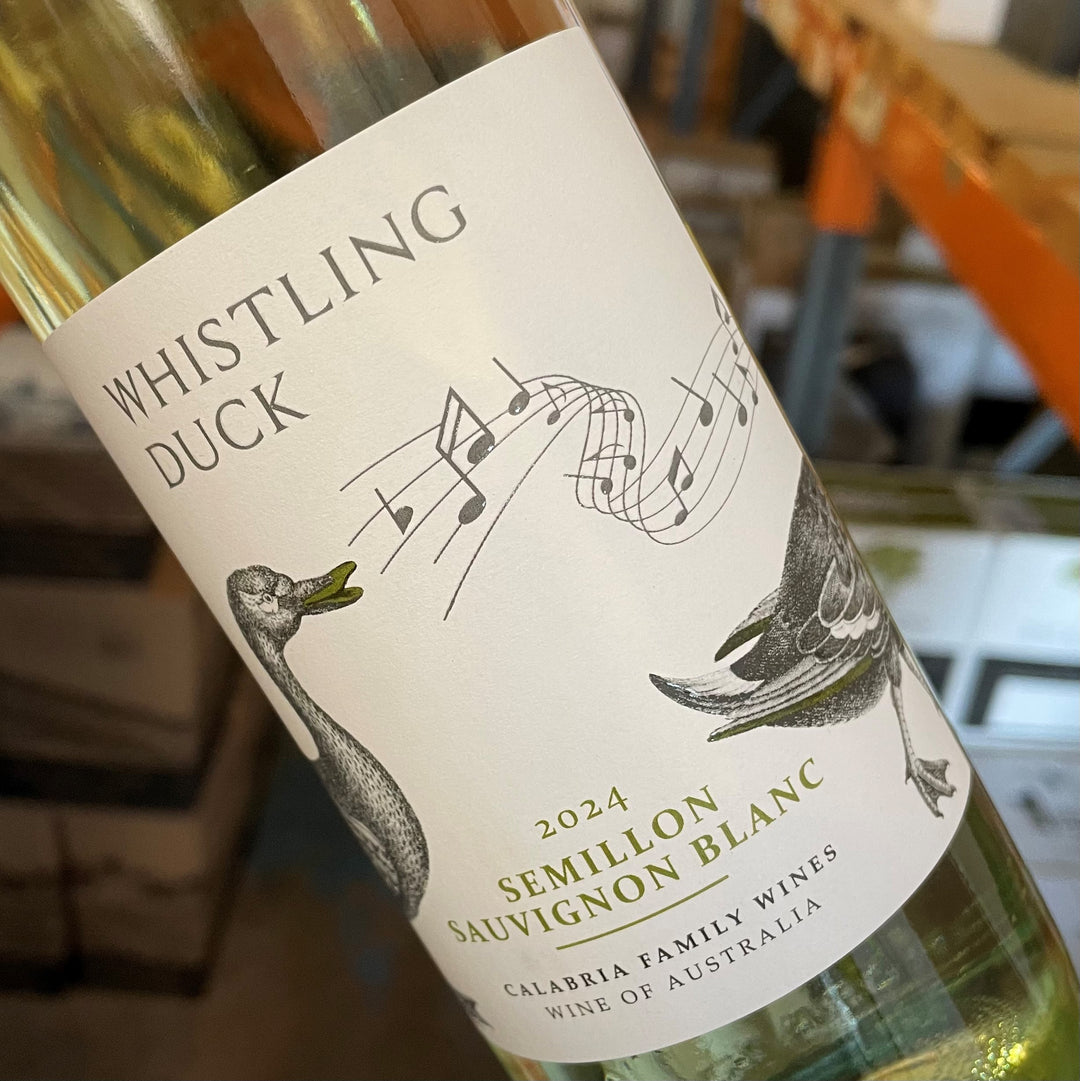 WHISTLING
DUCK
2024
SEMILLON
SAUVIGNON BLANC
CALABRIA FAMILY WINES
WINE OF AUSTRALIA